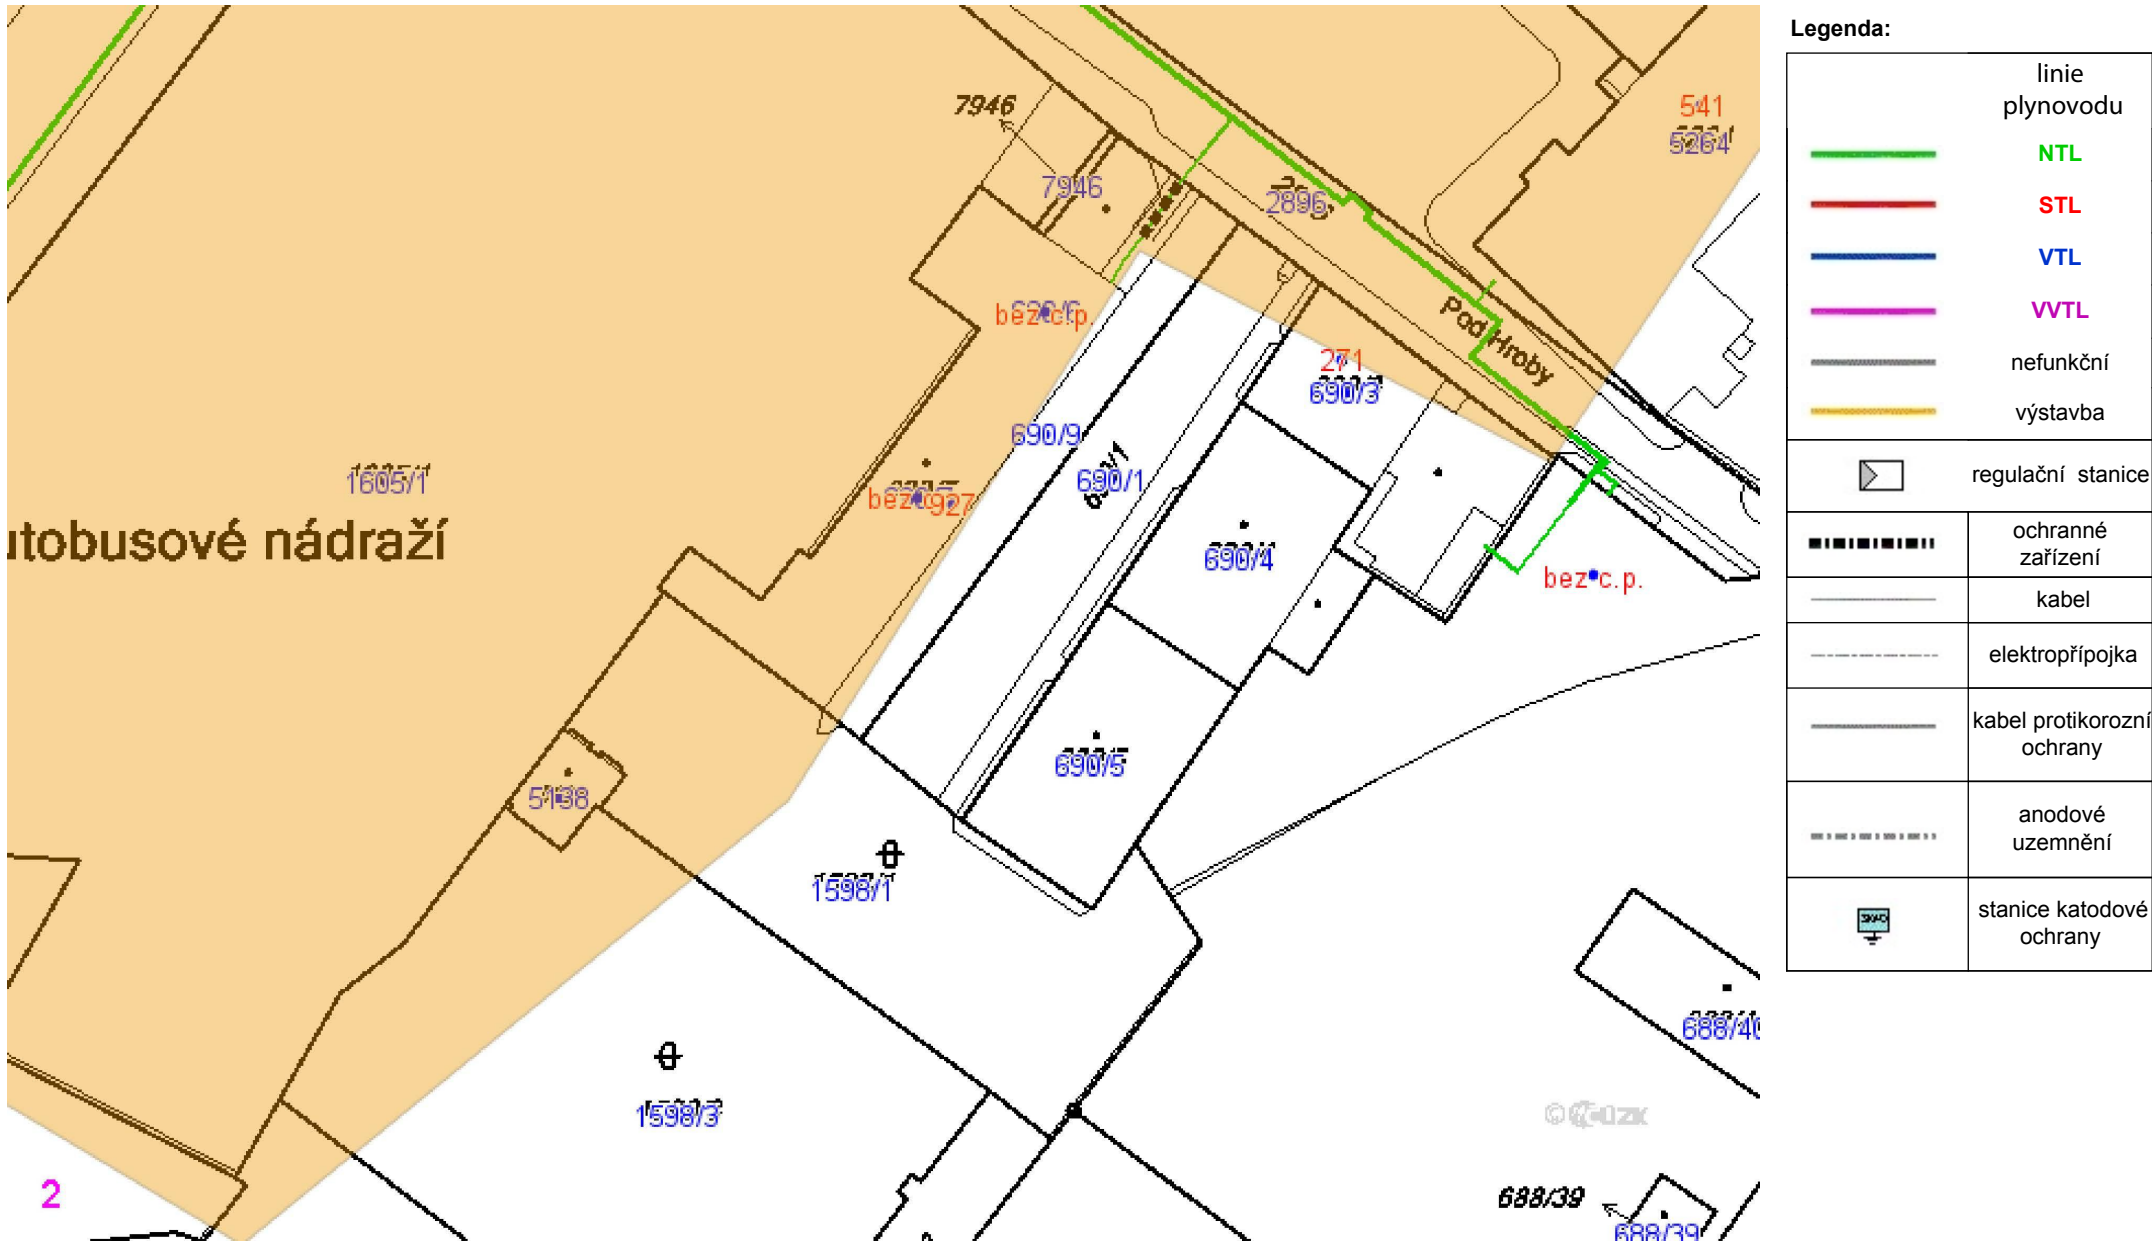 7946
7946
2896
541
5264
Pod Hroby
bez c.p.
271
690/3
690/9
690/1
690/1
1605/1
utobusové nádraží
927
690/4
bez c.p.
690/5
5138
1598/1
1598/3
688/40
688/39
688/39
2
Legenda:
linie
plynovodu
NTL
STL
VTL
VVTL
nefunkční
výstavba
regulační stanice
ochranné
zařízení
kabel
elektropřípojka
kabel protikorozní
ochrany
anodové
uzemnění
stanice katodové
ochrany